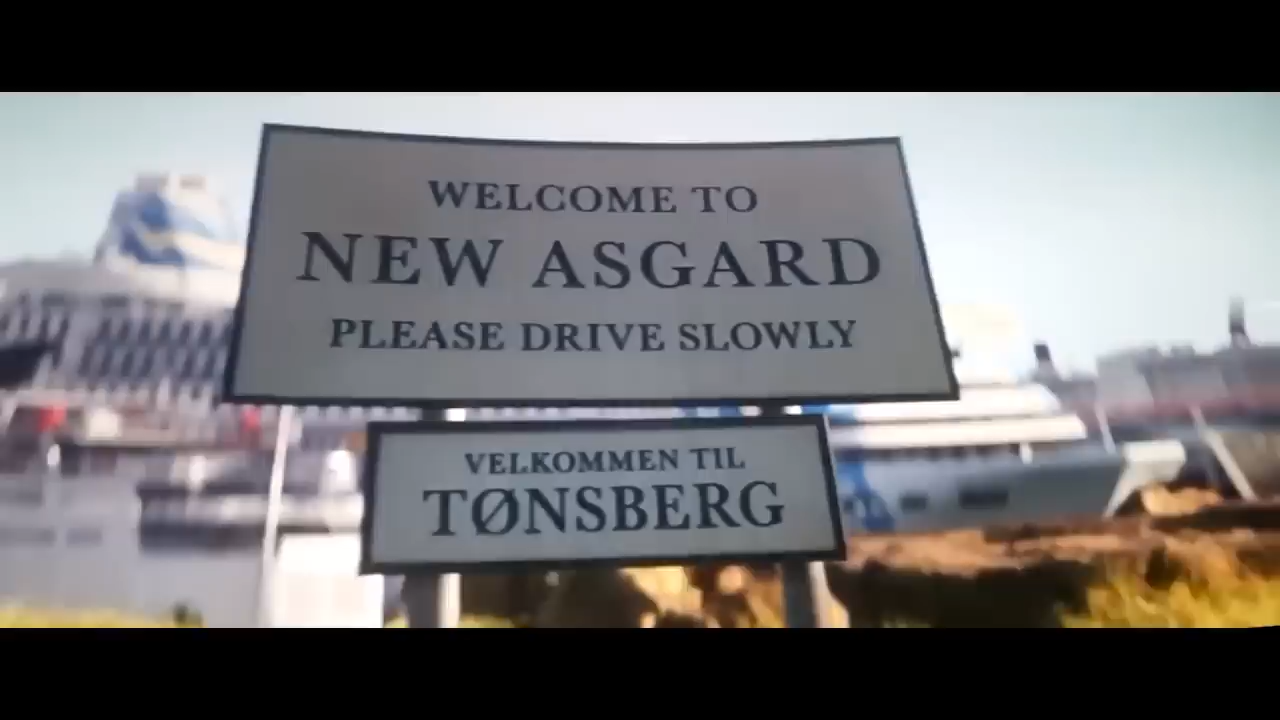 WELCOME TO
NEW ASGARD
PLEASE DRIVE SLOWLY
VELKOMMEN TIL
TØNSBERG